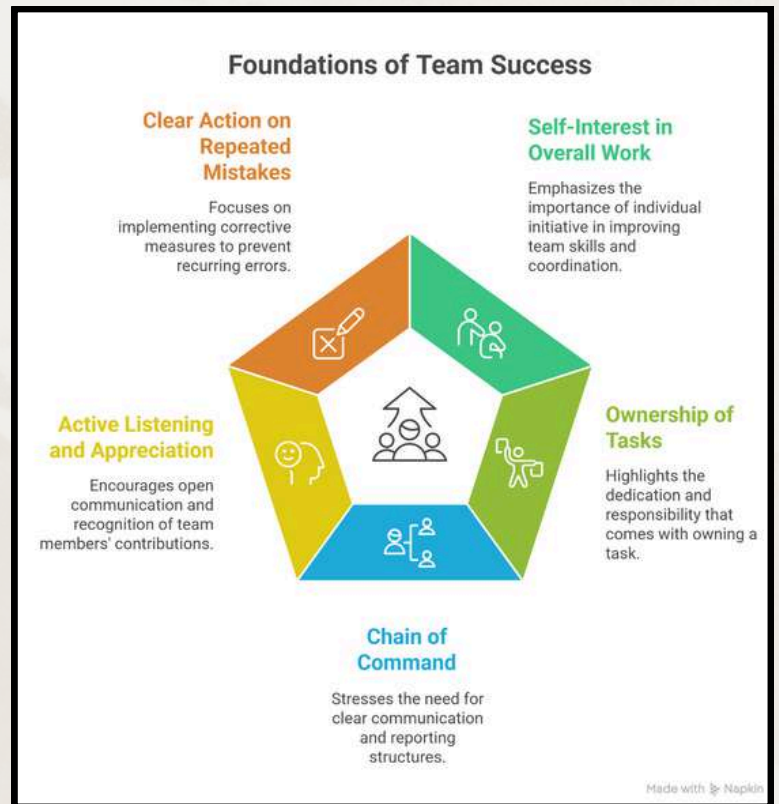 Foundations of Team Success
Clear Action on
Repeated
Mistakes
Focuses on
implementing corrective
measures to prevent
recurring errors.
Self-Interest in
Overall Work
Emphasizes the
importance of individual
initiative in improving
team skills and
coordination.
Active Listening
and Appreciation
Encourages open
communication and
recognition of team
members' contributions.
Ownership of
Tasks
Highlights the
dedication and
responsibility that
comes with owning a
task.
Chain of
Command
Stresses the need for
clear communication
and reporting
structures.
Made with Napkin